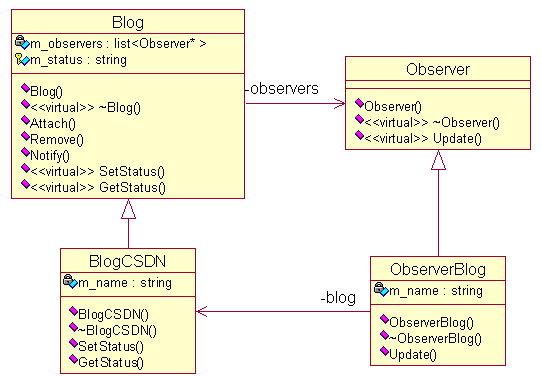 Blog
m_observers : list<Observer* >
m_status : string
Blog()
<<virtual>> ~Blog()
Attach()
Remove()
Notify()
<<virtual>> SetStatus()
<<virtual>> GetStatus()
-observers
Observer
Observer()
<<virtual>> ~Observer()
<<virtual>> Update()
BlogCSDN
m_name : string
BlogCSDN()
~BlogCSDN()
SetStatus()
GetStatus()
-blog
ObserverBlog
m_name : string
ObserverBlog()
~ObserverBlog()
Update()